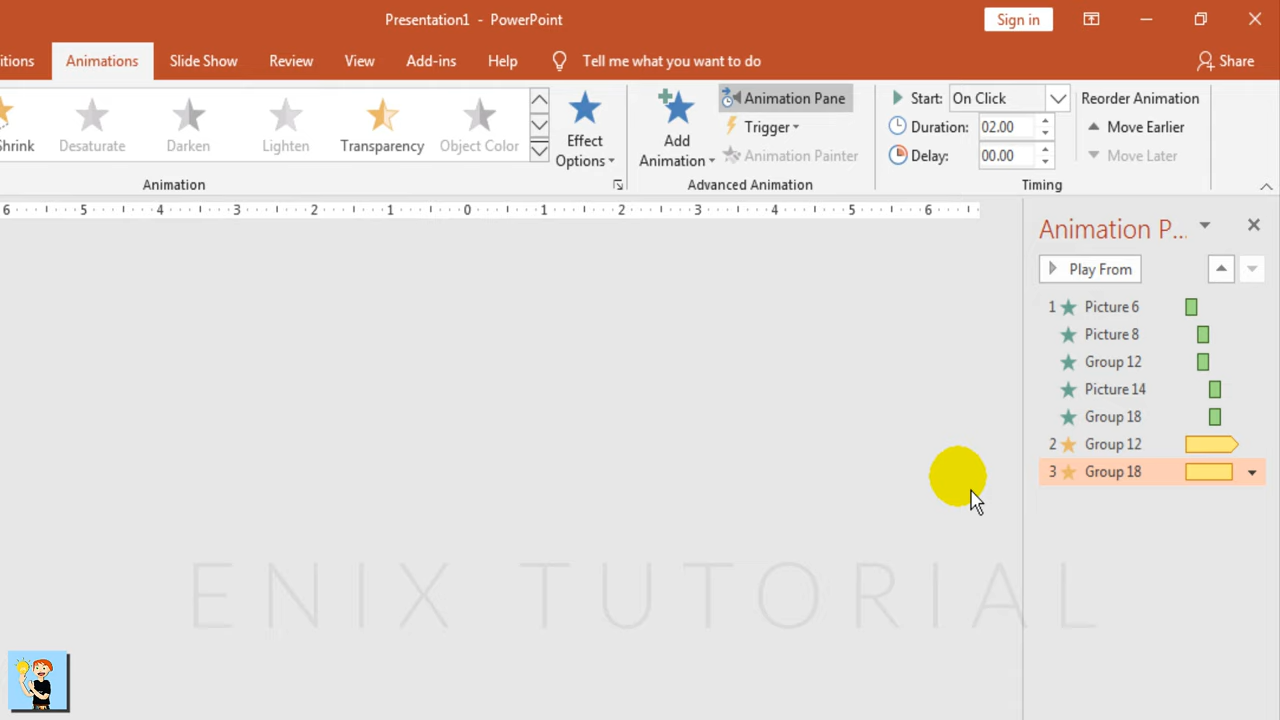 Presentation1 - PowerPoint
Sign in
itions Animations Slide Show Review View Add-ins Help Tell me what you want to do Share
hrink Desaturate Darken Lighten Transparency Object Color
Effect Options
Add Animation
Animation Pane
Trigger
Animation Painter
Start: On Click
Duration: 02.00
Delay: 00.00
Reorder Animation
Move Earlier
Move Later
Animation Advanced Animation Timing
6 5 4 3 2 1 0 1 2 3 4 5 6
Animation P...
Play From
1 Picture 6
Picture 8
Group 12
Picture 14
Group 18
2 Group 12
3 Group 18
ENIX TUTORIAL